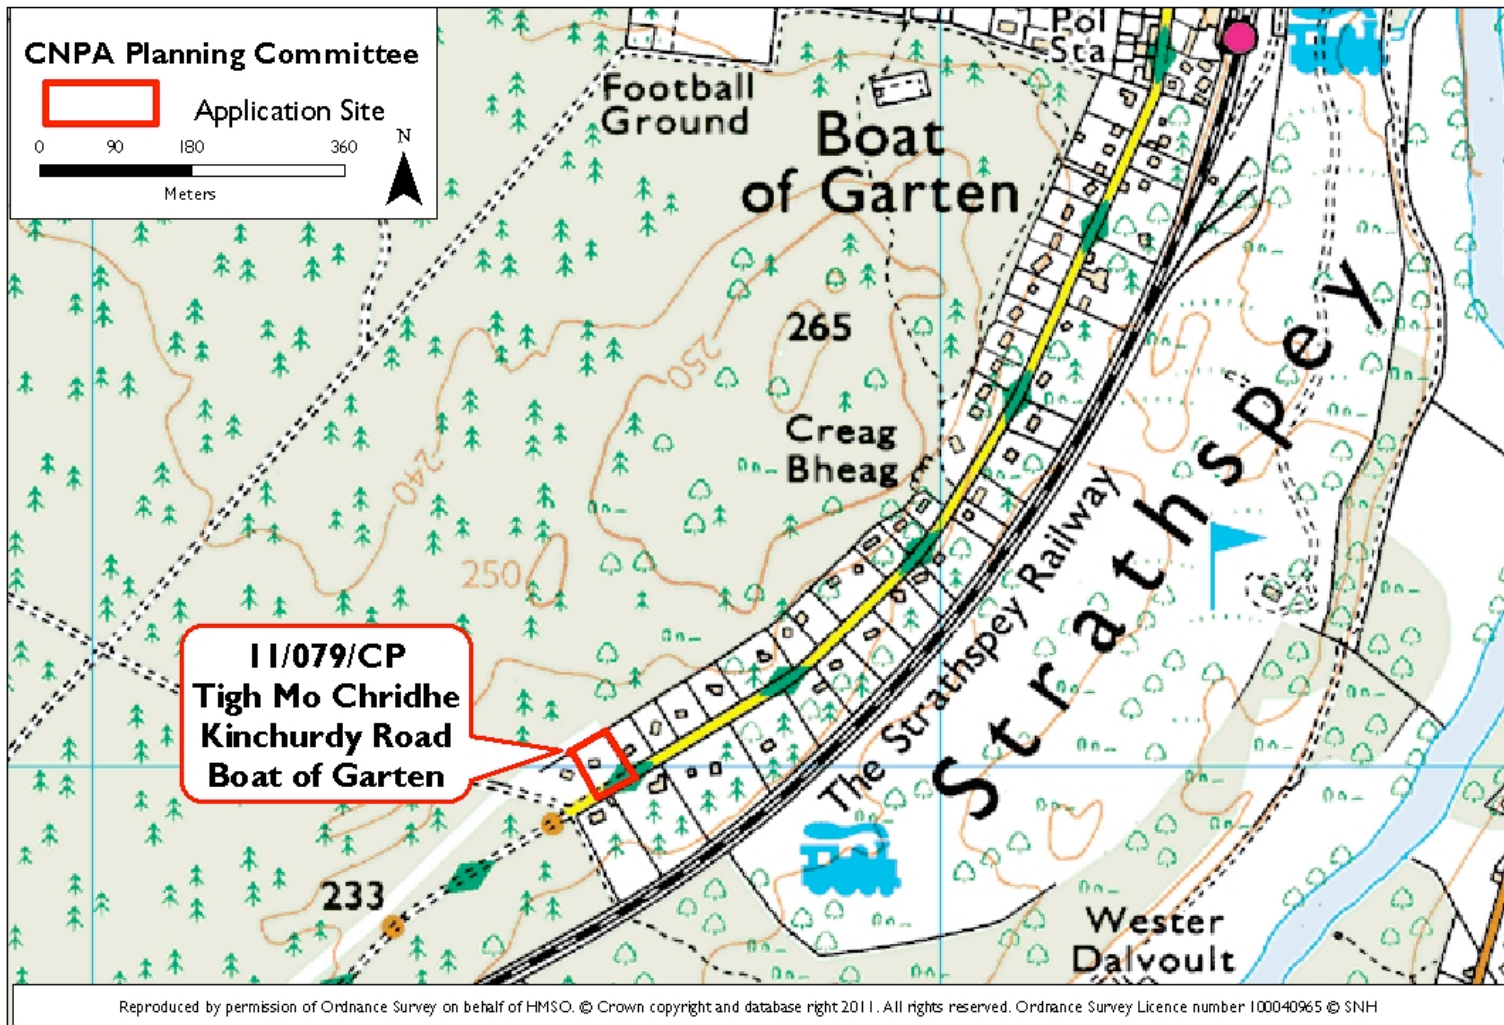 CNPA Planning Committee
Application Site
0 90 180 360
Meters
N
Football
Ground
Pol
Sta
Boat
of Garten
265
250
Creag
Bheag
240
250
Strathspey
The Strathspey Railway
11/079/CP
Tigh Mo Chridhe
Kinchurdy Road
Boat of Garten
233
Wester
Dalvoult
Reproduced by permission of Ordnance Survey on behalf of HMSO. © Crown copyright and database right 2011. All rights reserved. Ordnance Survey Licence number 100040965 © SNH